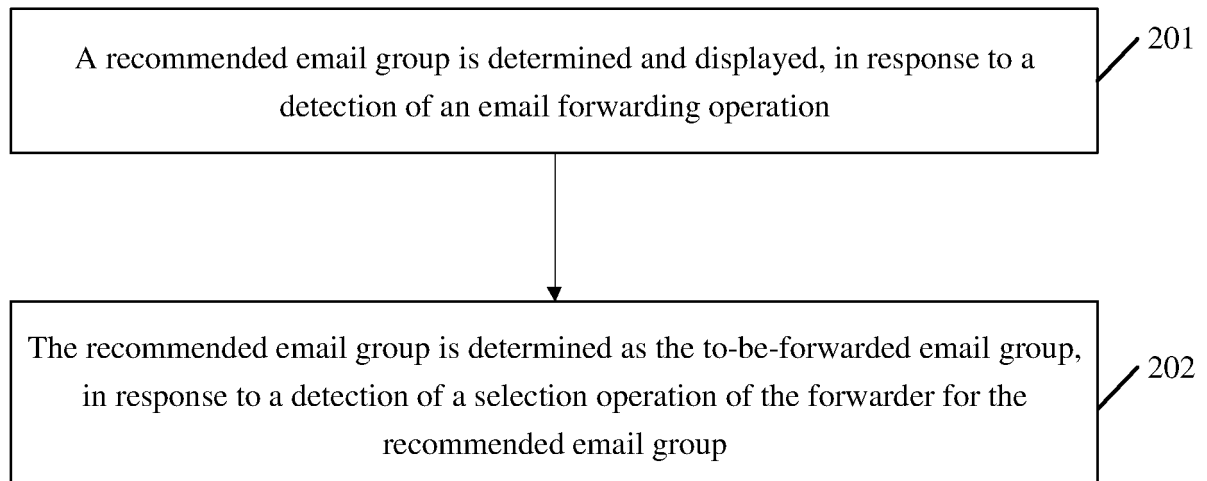 A recommended email group is determined and displayed, in response to a
detection of an email forwarding operation
201
The recommended email group is determined as the to-be-forwarded email group,
in response to a detection of a selection operation of the forwarder for the
recommended email group
202